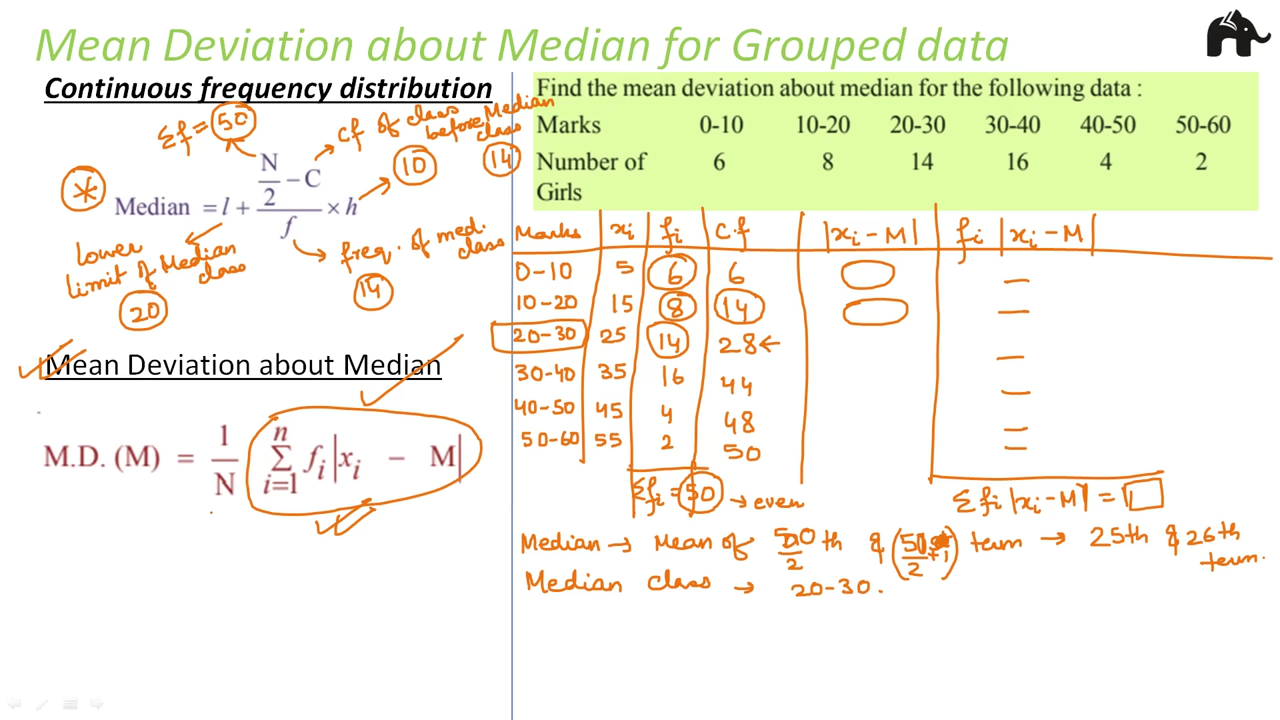 Mean Deviation about Median for Grouped data
Continuous frequency distribution
Σf = 50
cf of class before Median class
14
10
N/2 − C
Median = l + ———— × h
f
lower limit of Median class
20
freq. of med. class
14
Mean Deviation about Median
M.D. (M) = 1/N Σ i=1 n f_i |x_i − M|
Find the mean deviation about median for the following data :
Marks 0-10 10-20 20-30 30-40 40-50 50-60
Number of 6 8 14 16 4 2
Girls
Marks x_i f_i C.f |x_i − M| f_i |x_i − M|
0-10 5 6 6 —
10-20 15 8 14 —
20-30 25 14 28 ← —
30-40 35 16 44 —
40-50 45 4 48 —
50-60 55 2 50 —
Σf_i = 50 → even
Σ f_i |x_i − M| =
Median → Mean of 50/2 th & (50/2 + 1) term → 25th & 26th term.
Median class → 20-30.